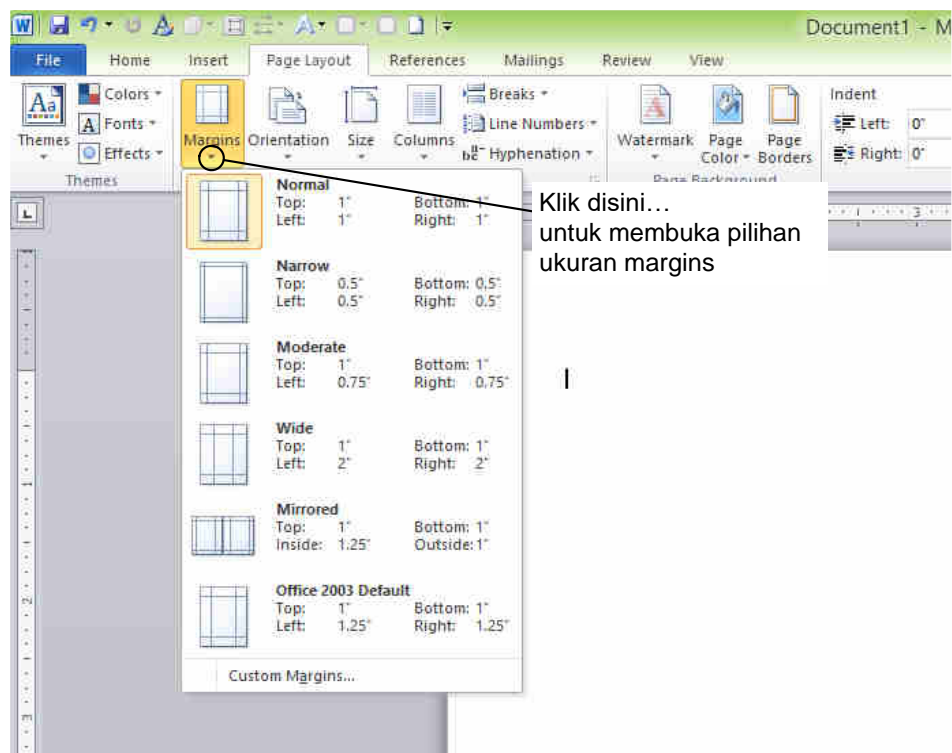 Document1 - M
File Home Insert Page Layout References Mailings Review View
Themes
Colors
Fonts
Effects
Themes
Margins
Orientation
Size
Columns
Breaks
Line Numbers
Hyphenation
Watermark
Page Color
Page Borders
Indent
Left: 0"
Right: 0"
Klik disini…
untuk membuka pilihan
ukuran margins
Normal
Top: 1" Bottom: 1"
Left: 1" Right: 1"
Narrow
Top: 0.5" Bottom: 0.5"
Left: 0.5" Right: 0.5"
Moderate
Top: 1" Bottom: 1"
Left: 0.75" Right: 0.75"
Wide
Top: 1" Bottom: 1"
Left: 2" Right: 2"
Mirrored
Top: 1" Bottom: 1"
Inside: 1.25" Outside: 1"
Office 2003 Default
Top: 1" Bottom: 1"
Left: 1.25" Right: 1.25"
Custom Margins...